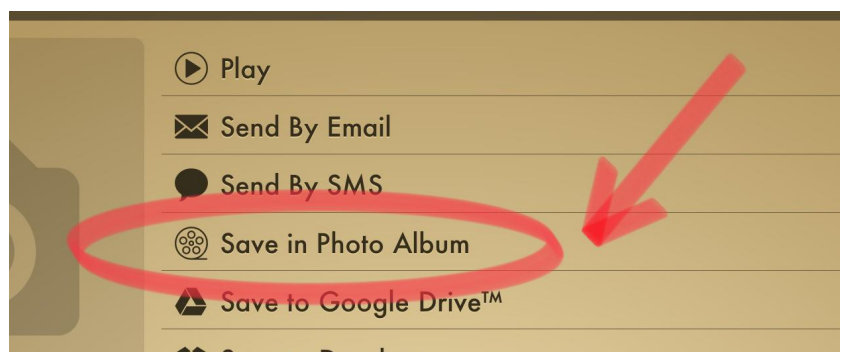 Play
Send By Email
Send By SMS
Save in Photo Album
Save to Google Drive™